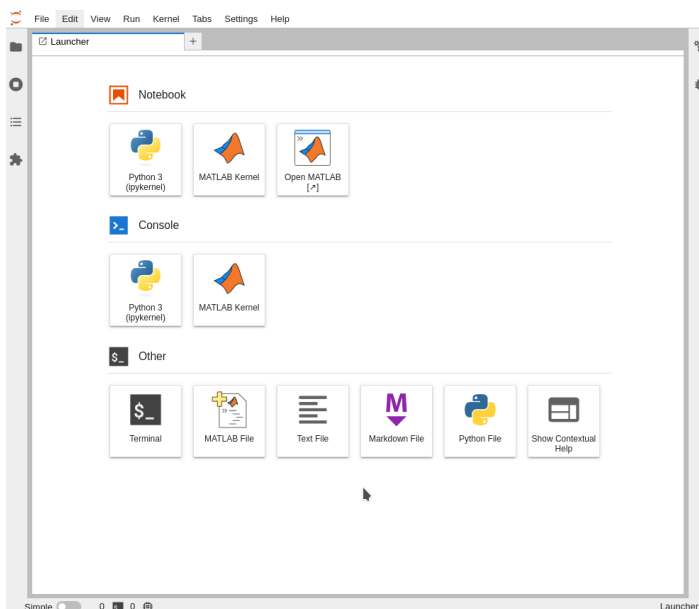 File Edit View Run Kernel Tabs Settings Help
Launcher +
Notebook
Python 3
(ipykernel)
MATLAB Kernel
Open MATLAB
[↗]
Console
Python 3
(ipykernel)
MATLAB Kernel
$_ Other
$_
Terminal
MATLAB File
Text File
M
Markdown File
Python File
Show Contextual
Help
Simple 0 $_ 0 Launcher